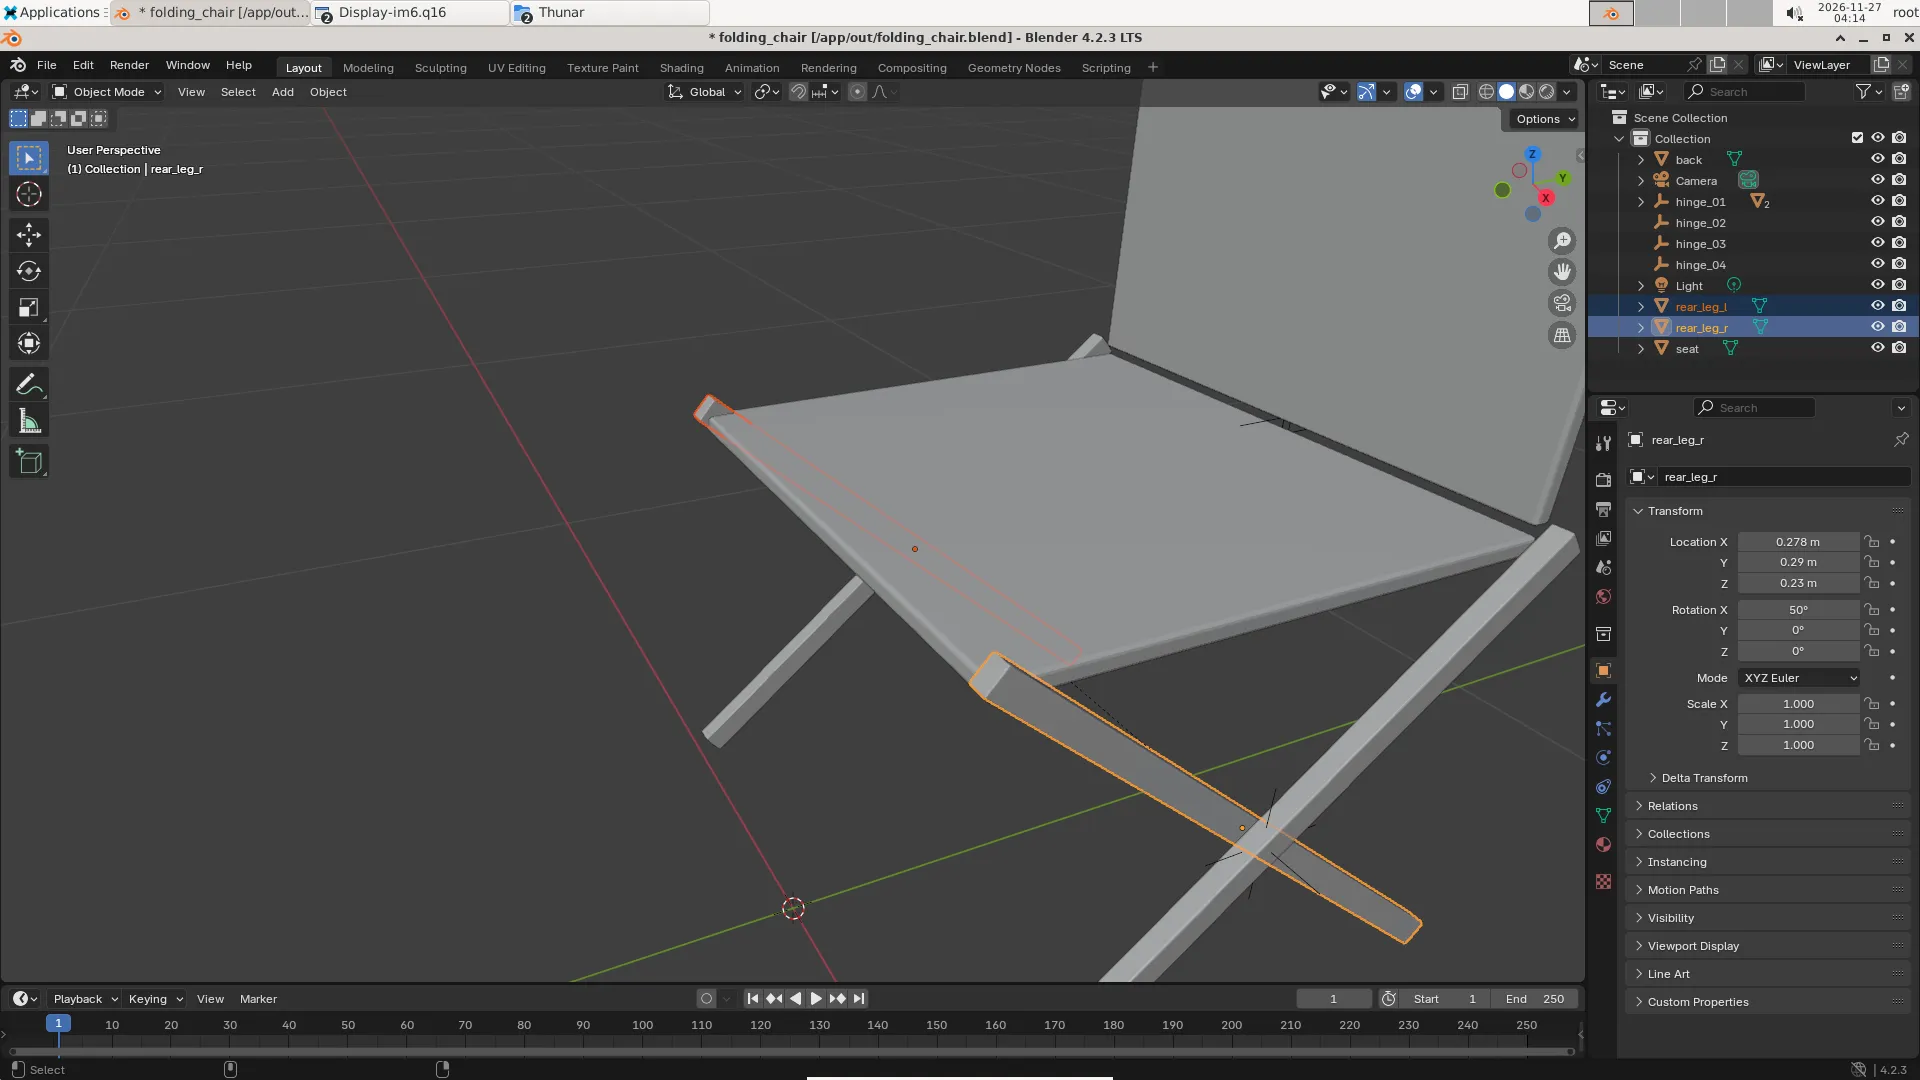 Applications
* folding_chair [/app/out...
2
Display-im6.q16
2
Thunar
2026-11-27
04:14
root
* folding_chair [/app/out/folding_chair.blend] - Blender 4.2.3 LTS
File Edit Render Window Help
Layout Modeling Sculpting UV Editing Texture Paint Shading Animation Rendering Compositing Geometry Nodes Scripting
Scene
ViewLayer
Object Mode View Select Add Object
Global
Options
User Perspective
(1) Collection | rear_leg_r
Z
Y
X
Search
Scene Collection
Collection
back
Camera
hinge_01
2
hinge_02
hinge_03
hinge_04
Light
rear_leg_l
rear_leg_r
seat
Search
rear_leg_r
rear_leg_r
Transform
Location X 0.278 m
Y 0.29 m
Z 0.23 m
Rotation X 50°
Y 0°
Z 0°
Mode XYZ Euler
Scale X 1.000
Y 1.000
Z 1.000
Delta Transform
Relations
Collections
Instancing
Motion Paths
Visibility
Viewport Display
Line Art
Custom Properties
Playback Keying View Marker
1
Start 1
End 250
1 10 20 30 40 50 60 70 80 90 100 110 120 130 140 150 160 170 180 190 200 210 220 230 240 250
Select
4.2.3